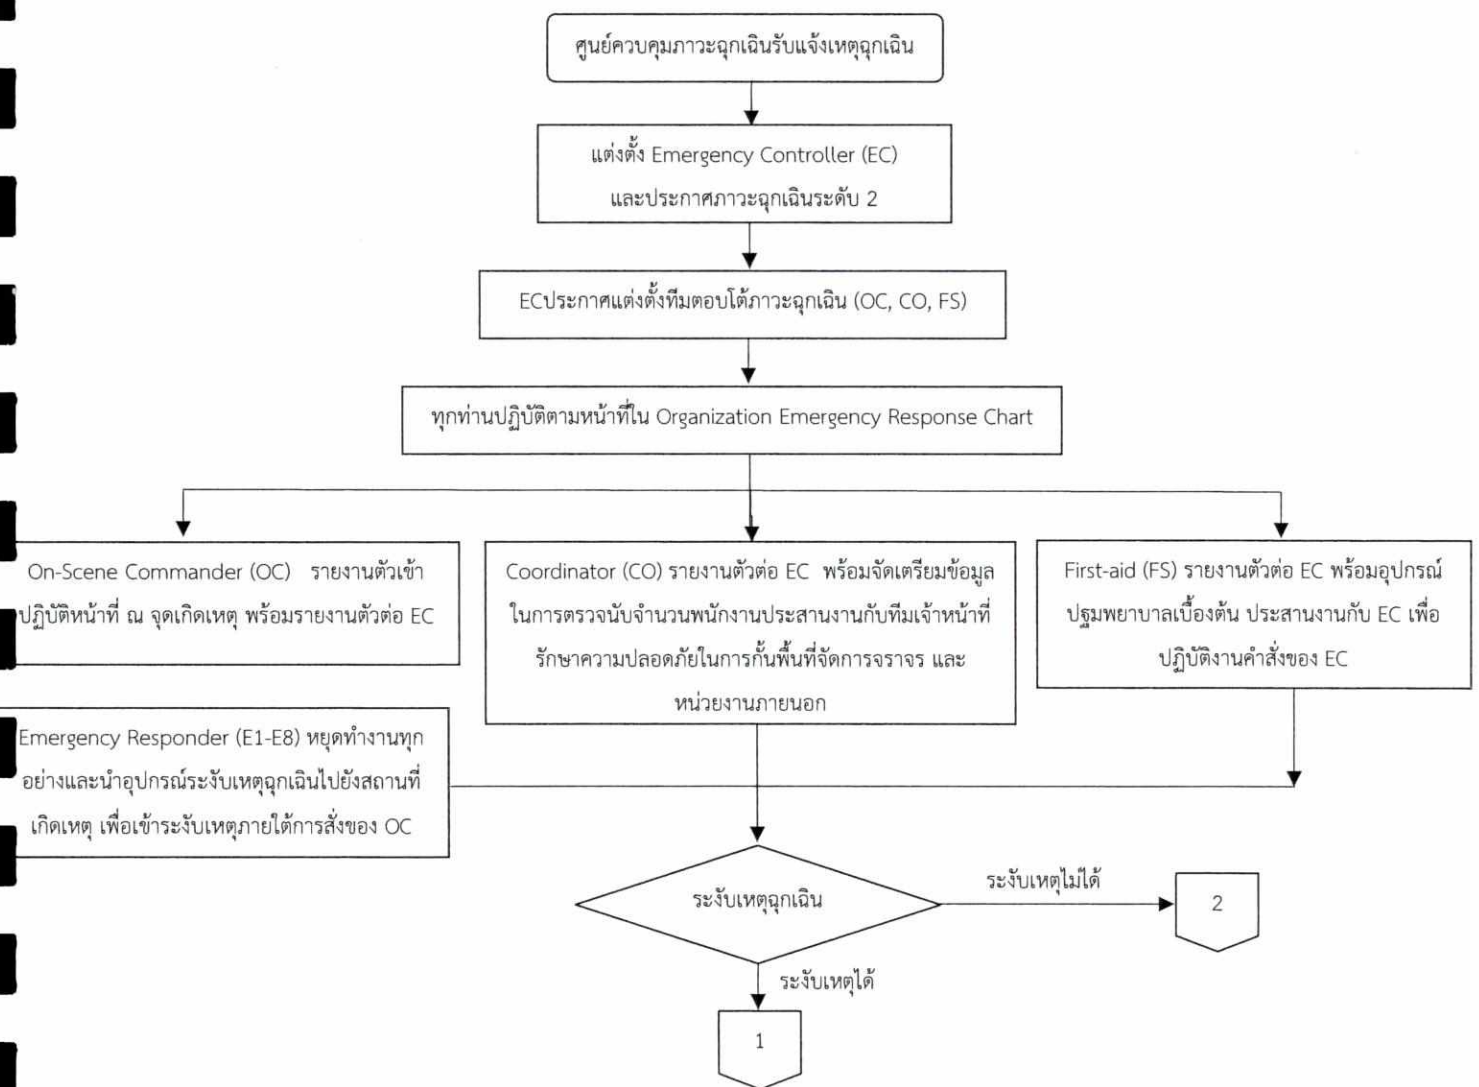 ศูนย์ควบคุมภาวะฉุกเฉินรับแจ้งเหตุฉุกเฉิน
แต่งตั้ง Emergency Controller (EC)
และประกาศภาวะฉุกเฉินระดับ 2
ECประกาศแต่งตั้งทีมตอบโต้ภาวะฉุกเฉิน (OC, CO, FS)
ทุกท่านปฏิบัติตามหน้าที่ใน Organization Emergency Response Chart
On-Scene Commander (OC) รายงานตัวเข้า
ปฏิบัติหน้าที่ ณ จุดเกิดเหตุ พร้อมรายงานตัวต่อ EC
Coordinator (CO) รายงานตัวต่อ EC พร้อมจัดเตรียมข้อมูล
ในการตรวจนับจำนวนพนักงานประสานงานกับทีมเจ้าหน้าที่
รักษาความปลอดภัยในการกั้นพื้นที่จัดการจราจร และ
หน่วยงานภายนอก
First-aid (FS) รายงานตัวต่อ EC พร้อมอุปกรณ์
ปฐมพยาบาลเบื้องต้น ประสานงานกับ EC เพื่อ
ปฏิบัติงานคำสั่งของ EC
Emergency Responder (E1-E8) หยุดทำงานทุก
อย่างและนำอุปกรณ์ระงับเหตุฉุกเฉินไปยังสถานที่
เกิดเหตุ เพื่อเข้าระงับเหตุภายใต้การสั่งของ OC
ระงับเหตุฉุกเฉิน
ระงับเหตุไม่ได้
2
ระงับเหตุได้
1